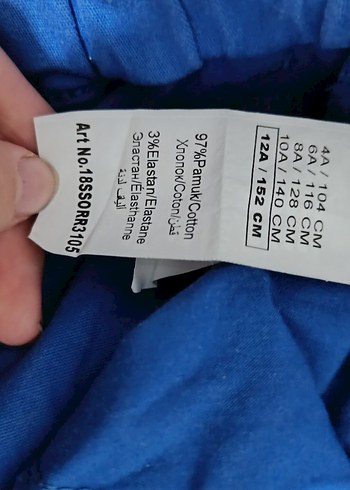 4A / 104 CM
6A / 116 CM
8A / 128 CM
10A / 140 CM
12A / 152 CM
97%Pamuk/Cotton
Хлопок/Coton/قطن
3%Elastan/Elastane
Эластан/Elasthanne
Art No.18SSORR3105